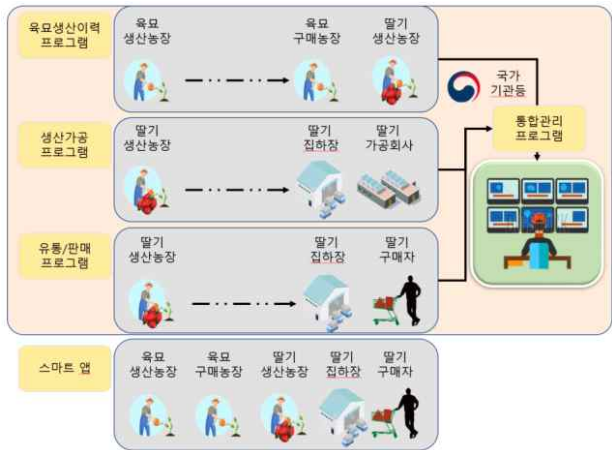 육묘생산이력
프로그램
육묘
생산농장
육묘
구매농장
딸기
생산농장
국가
기관등
통합관리
프로그램
생산가공
프로그램
딸기
생산농장
딸기
집하장
딸기
가공회사
유통/판매
프로그램
딸기
생산농장
딸기
집하장
딸기
구매자
스마트 앱
육묘
생산농장
육묘
구매농장
딸기
생산농장
딸기
집하장
딸기
구매자